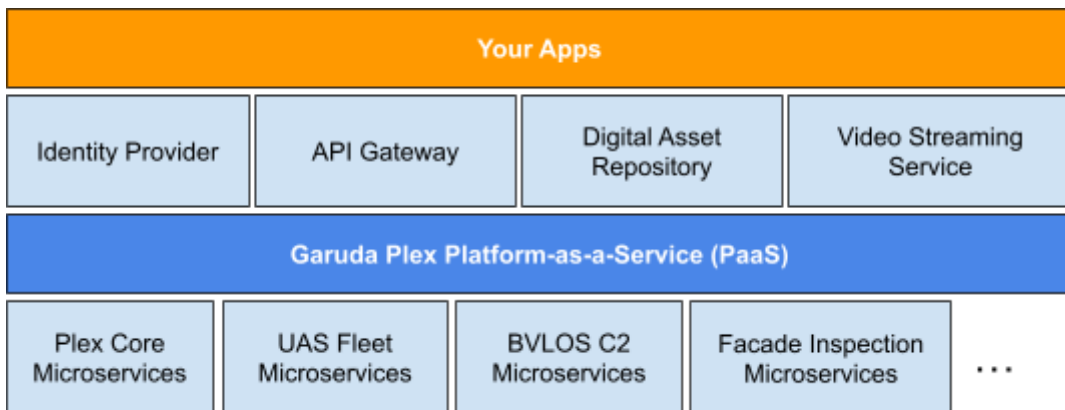 Your Apps
Identity Provider
API Gateway
Digital Asset
Repository
Video Streaming
Service
Garuda Plex Platform-as-a-Service (PaaS)
Plex Core
Microservices
UAS Fleet
Microservices
BVLOS C2
Microservices
Facade Inspection
Microservices
...